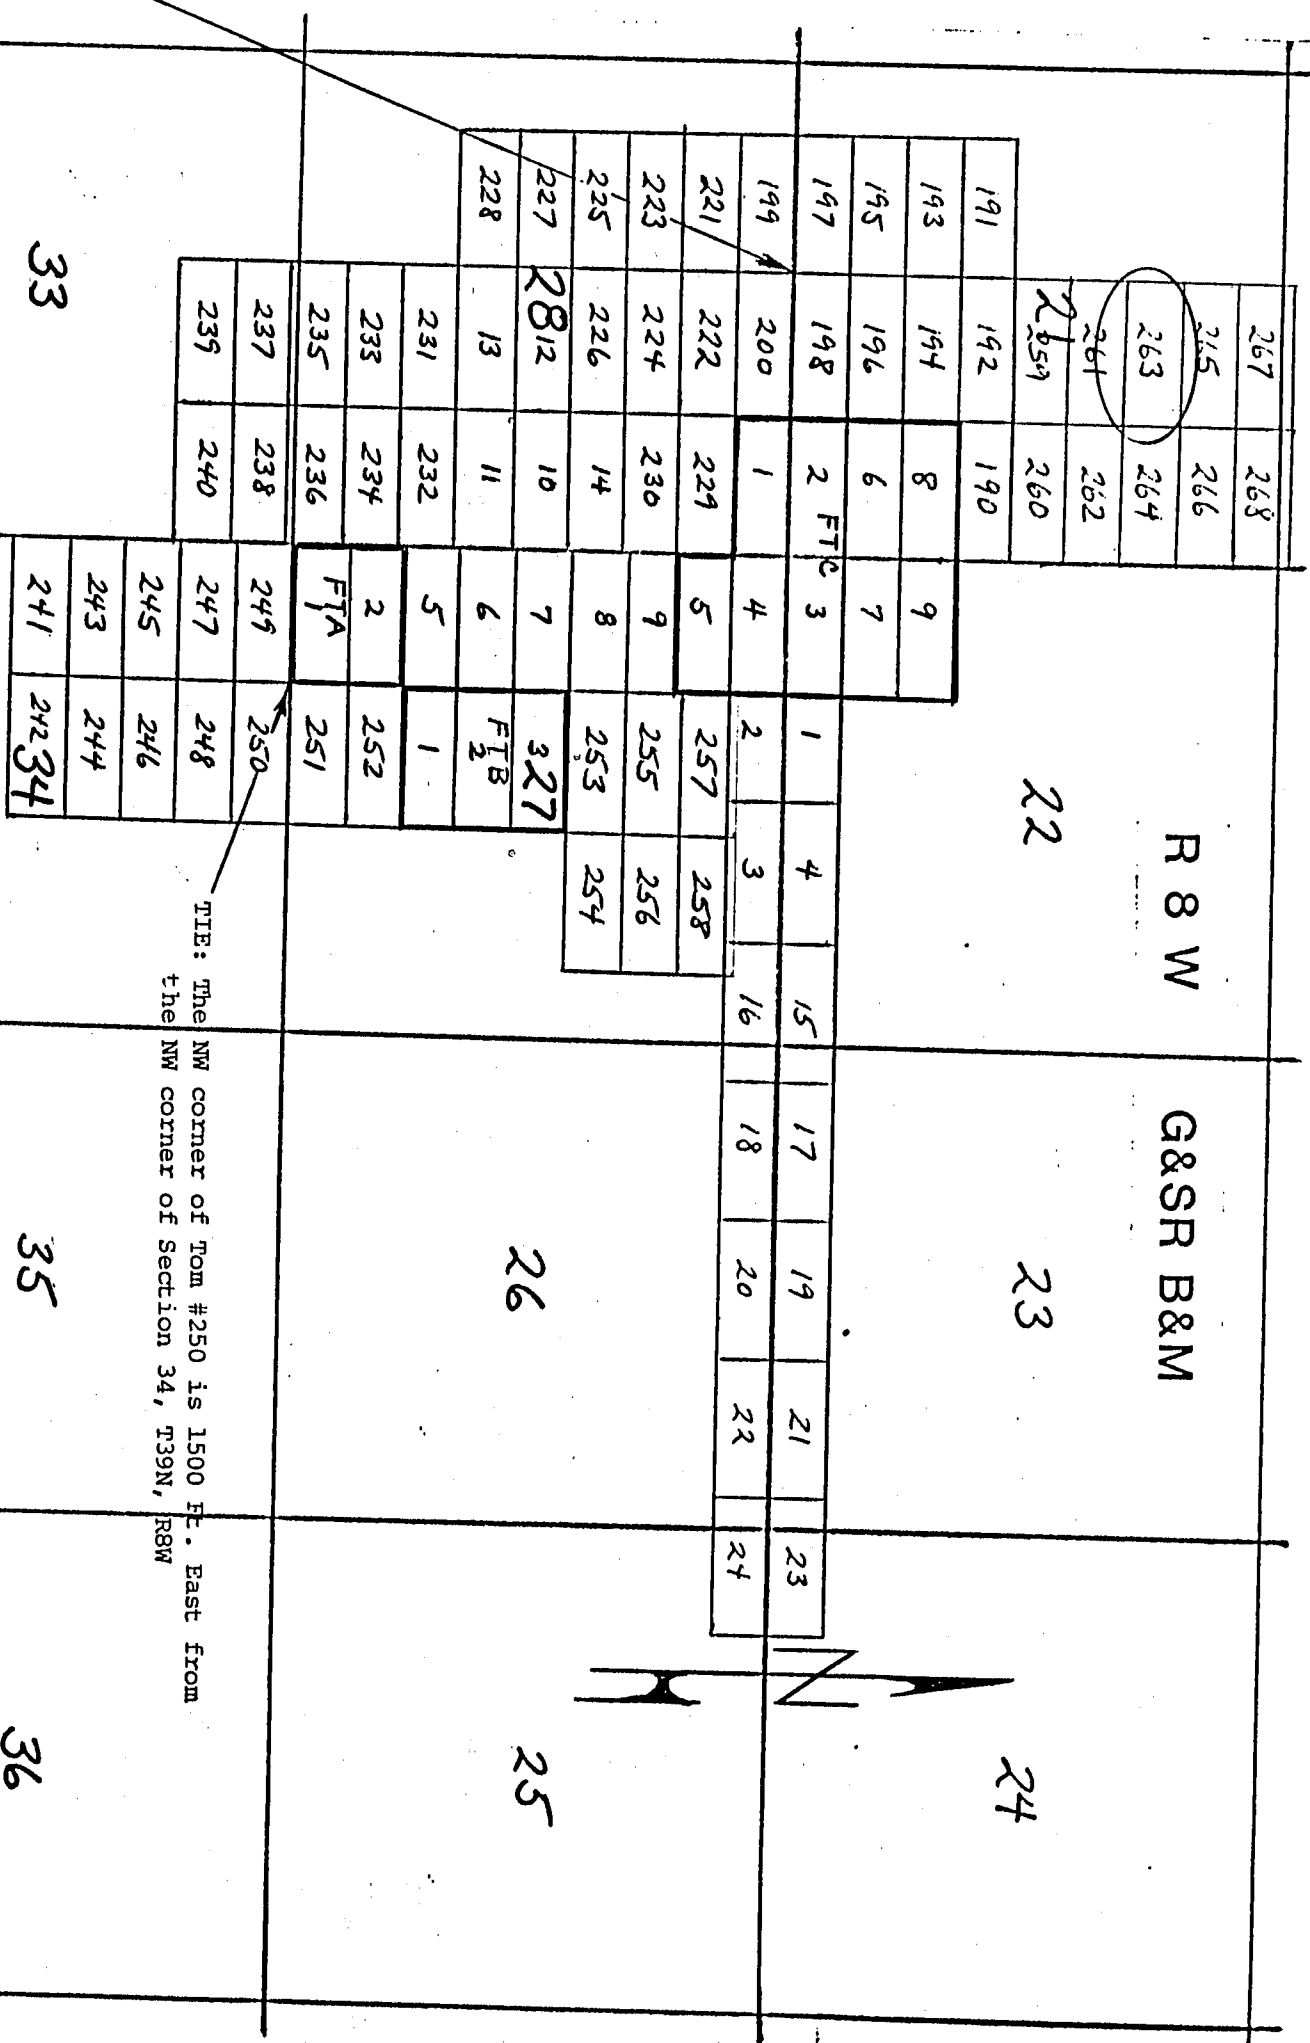 267 268
265 266
R 8 W G&SR B&M
263 264
261 262
21 259 260 22 23 24
191 192 190
193 194 8 9
195 196 6 7
197 198 2 FTC 3 1 4 15 17 19 21 23
199 200 1 4 2 3 16 18 20 22 24
N
221 222 229 5 257 258
223 224 230 9 255 256
225 226 14 8 253 254
227 28 12 10 7 3 27 26 25
228 13 11 6 FTB 2
231 232 5 1
233 234 2 252
235 236 FTA 1 251
237 238 249 250
239 240 247 248
TIE: The NW corner of Tom #250 is 1500 Ft. East from
the NW corner of Section 34, T39N, R8W
245 246
243 244
33 241 242 34 35 36